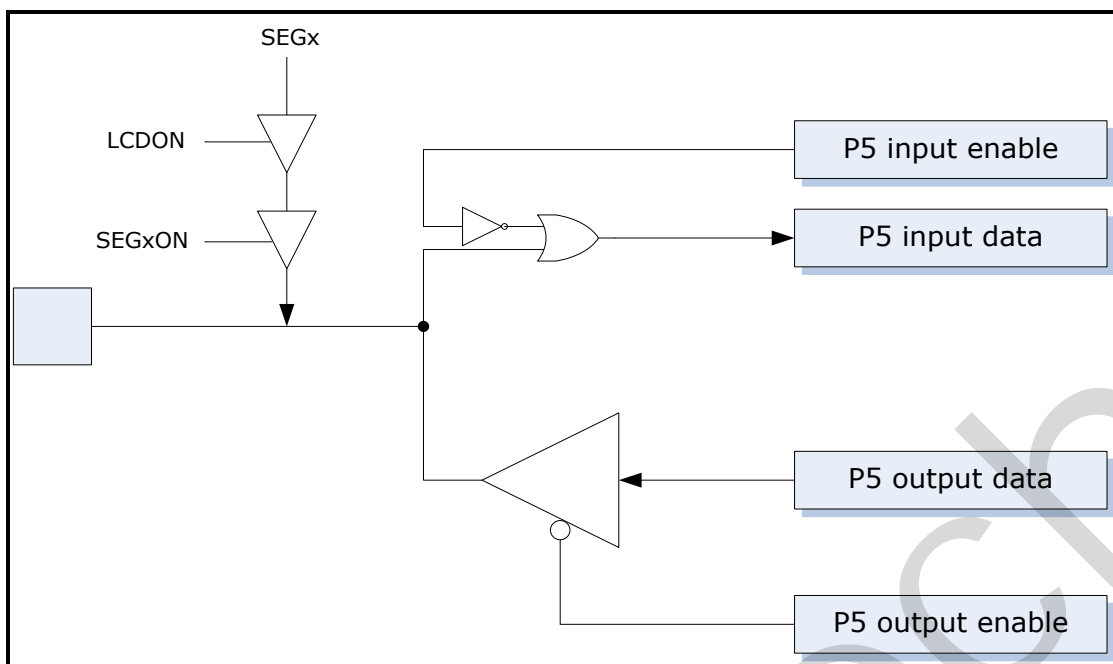 SEGx
LCDON
P5 input enable
P5 input data
SEGxON
P5 output data
P5 output enable